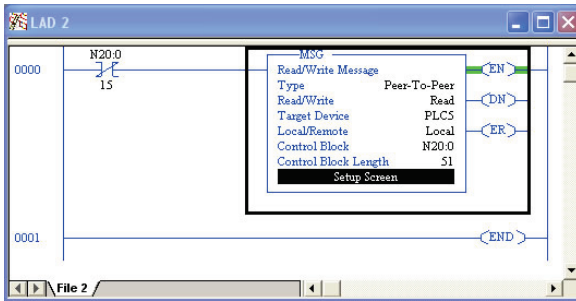 LAD 2
N20:0
0000
15
MSG
Read/Write Message
Type Peer-To-Peer
Read/Write Read
Target Device PLC5
Local/Remote Local
Control Block N20:0
Control Block Length 51
Setup Screen
EN
DN
ER
0001
END
File 2